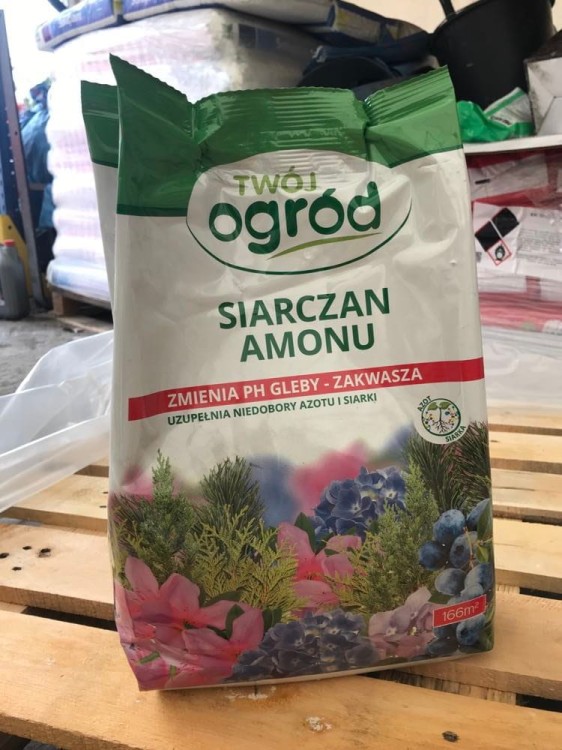 TWÓJ
ogród
SIARCZAN
AMONU
ZMIENIA PH GLEBY - ZAKWASZA
UZUPEŁNIA NIEDOBORY AZOTU I SIARKI
AZOT
SIARKA
166m²